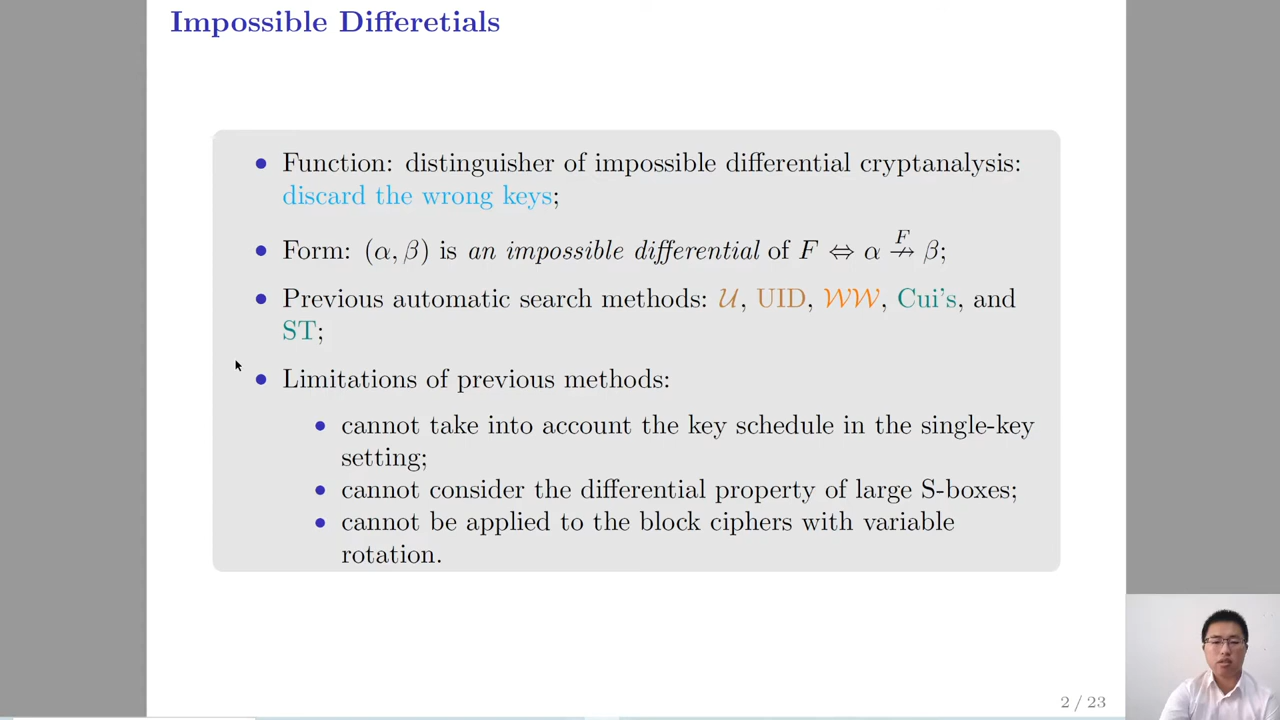 Impossible Differetials
• Function: distinguisher of impossible differential cryptanalysis:
discard the wrong keys;
• Form: (α, β) is an impossible differential of F ⇔ α F↛ β;
• Previous automatic search methods: 𝒰, UID, 𝒲𝒲, Cui's, and
ST;
• Limitations of previous methods:
• cannot take into account the key schedule in the single-key
setting;
• cannot consider the differential property of large S-boxes;
• cannot be applied to the block ciphers with variable
rotation.
2 / 23